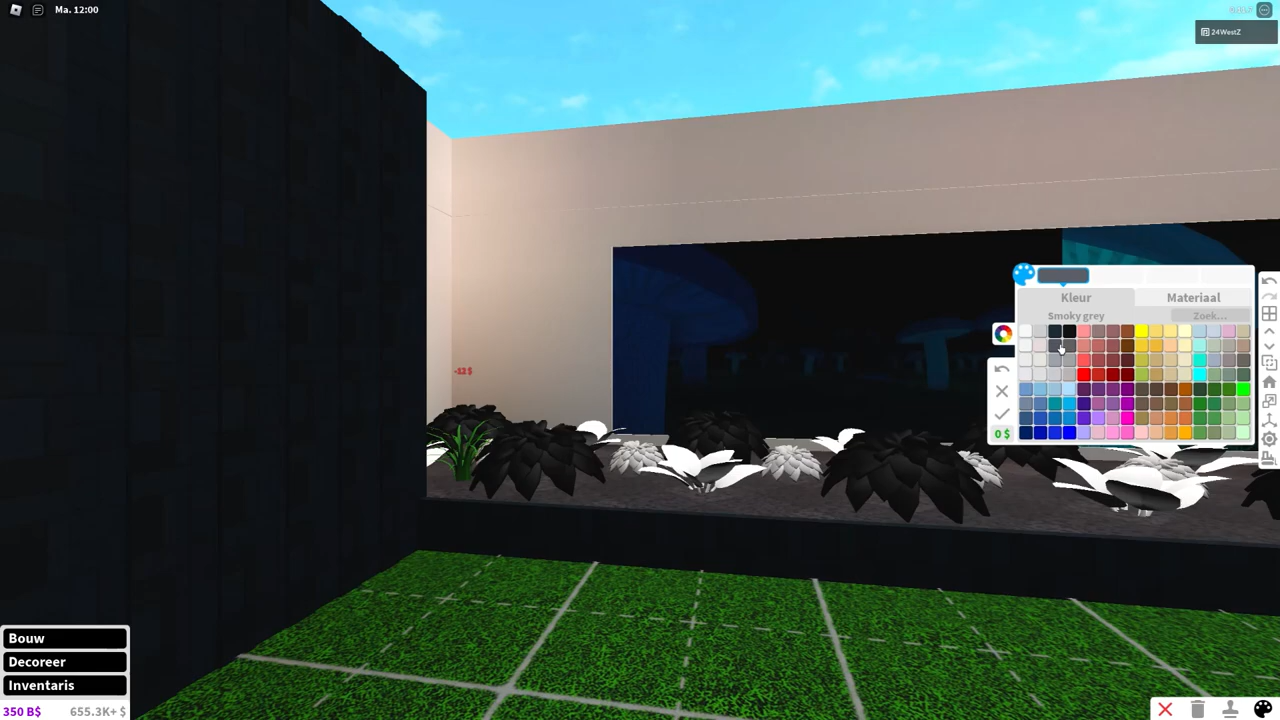 Ma. 12:00
24WestZ
Kleur
Materiaal
Smoky grey
Zoek...
-12 $
0 $
Bouw
Decoreer
Inventaris
350 B$
655.3K+ $